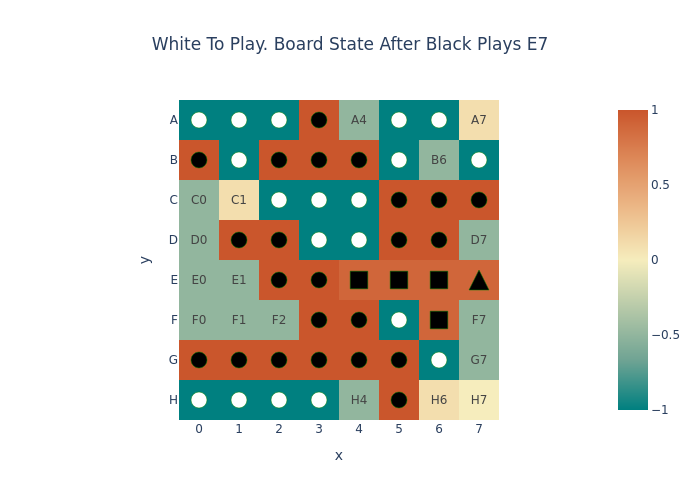 White To Play. Board State After Black Plays E7
A A4 A7
B B6
C C0 C1
D D0 D7
E E0 E1
F F0 F1 F2 F7
G G7
H H4 H6 H7
0 1 2 3 4 5 6 7
x
y
1
0.5
0
−0.5
−1